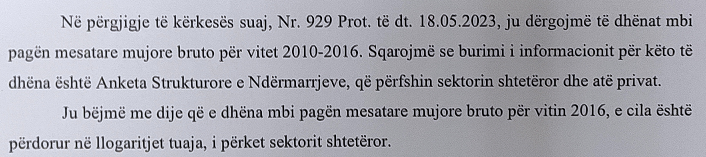 Në përgjigje të kërkesës suaj, Nr. 929 Prot. të dt. 18.05.2023, ju dërgojmë të dhënat mbi
pagën mesatare mujore bruto për vitet 2010-2016. Sqarojmë se burimi i informacionit për këto të
dhëna është Anketa Strukturore e Ndërmarrjeve, që përfshin sektorin shtetëror dhe atë privat.
Ju bëjmë me dije që e dhëna mbi pagën mesatare mujore bruto për vitin 2016, e cila është
përdorur në llogaritjet tuaja, i përket sektorit shtetëror.